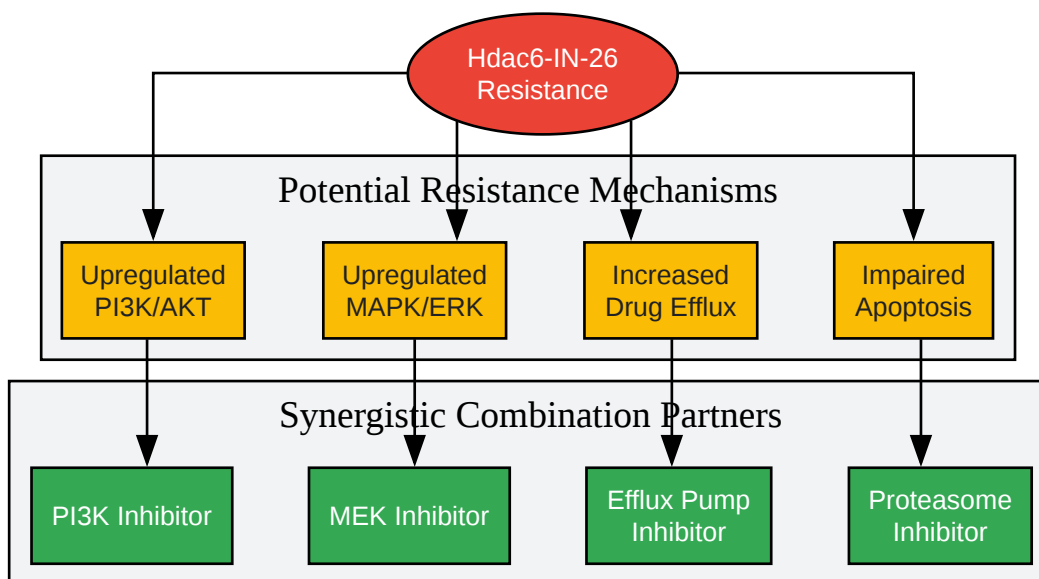 Hdac6-IN-26
Resistance
Potential Resistance Mechanisms
Upregulated
PI3K/AKT
Upregulated
MAPK/ERK
Increased
Drug Efflux
Impaired
Apoptosis
Synergistic Combination Partners
PI3K Inhibitor
MEK Inhibitor
Efflux Pump
Inhibitor
Proteasome
Inhibitor